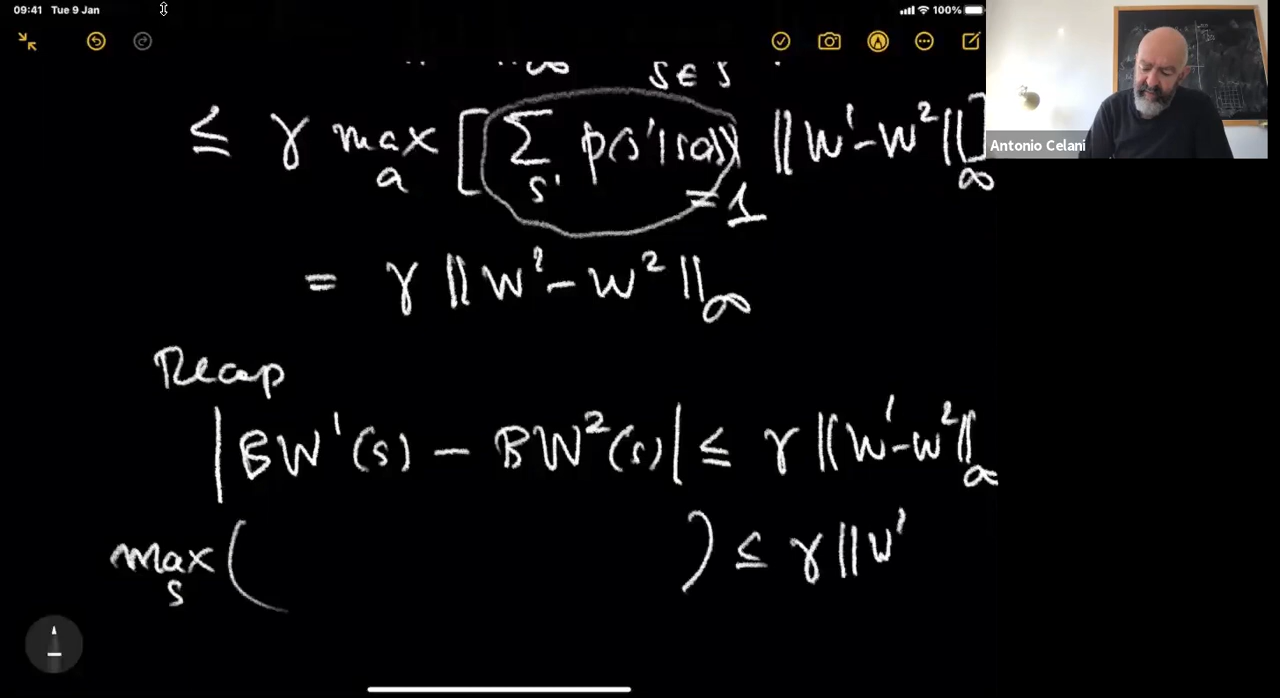 09:41 Tue 9 Jan 100%
s ∈ S
≤ γ max_a [ Σ_s' p(s'|sa) ‖W¹-W²‖_∞ ]
= 1
= γ ‖W¹-W²‖_∞
Antonio Celani
Recap
|BW¹(s) - BW²(s)| ≤ γ ‖W¹-W²‖_∞
max_s ( ) ≤ γ ‖W¹